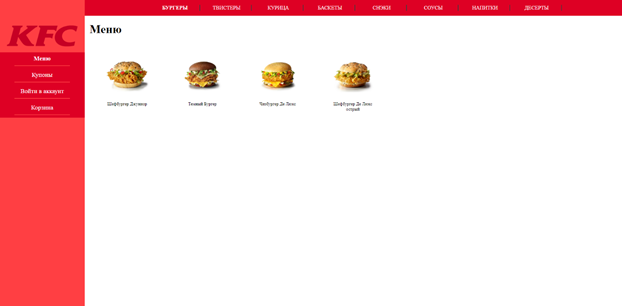 БУРГЕРЫ ТВИСТЕРЫ КУРИЦА БАСКЕТЫ СНЭКИ СОУСЫ НАПИТКИ ДЕСЕРТЫ
KFC
Меню
Купоны
Войти в аккаунт
Корзина
Меню
Шефбургер Джуниор
Темный Бургер
Чизбургер Де Люкс
Шефбургер Де Люкс
острый